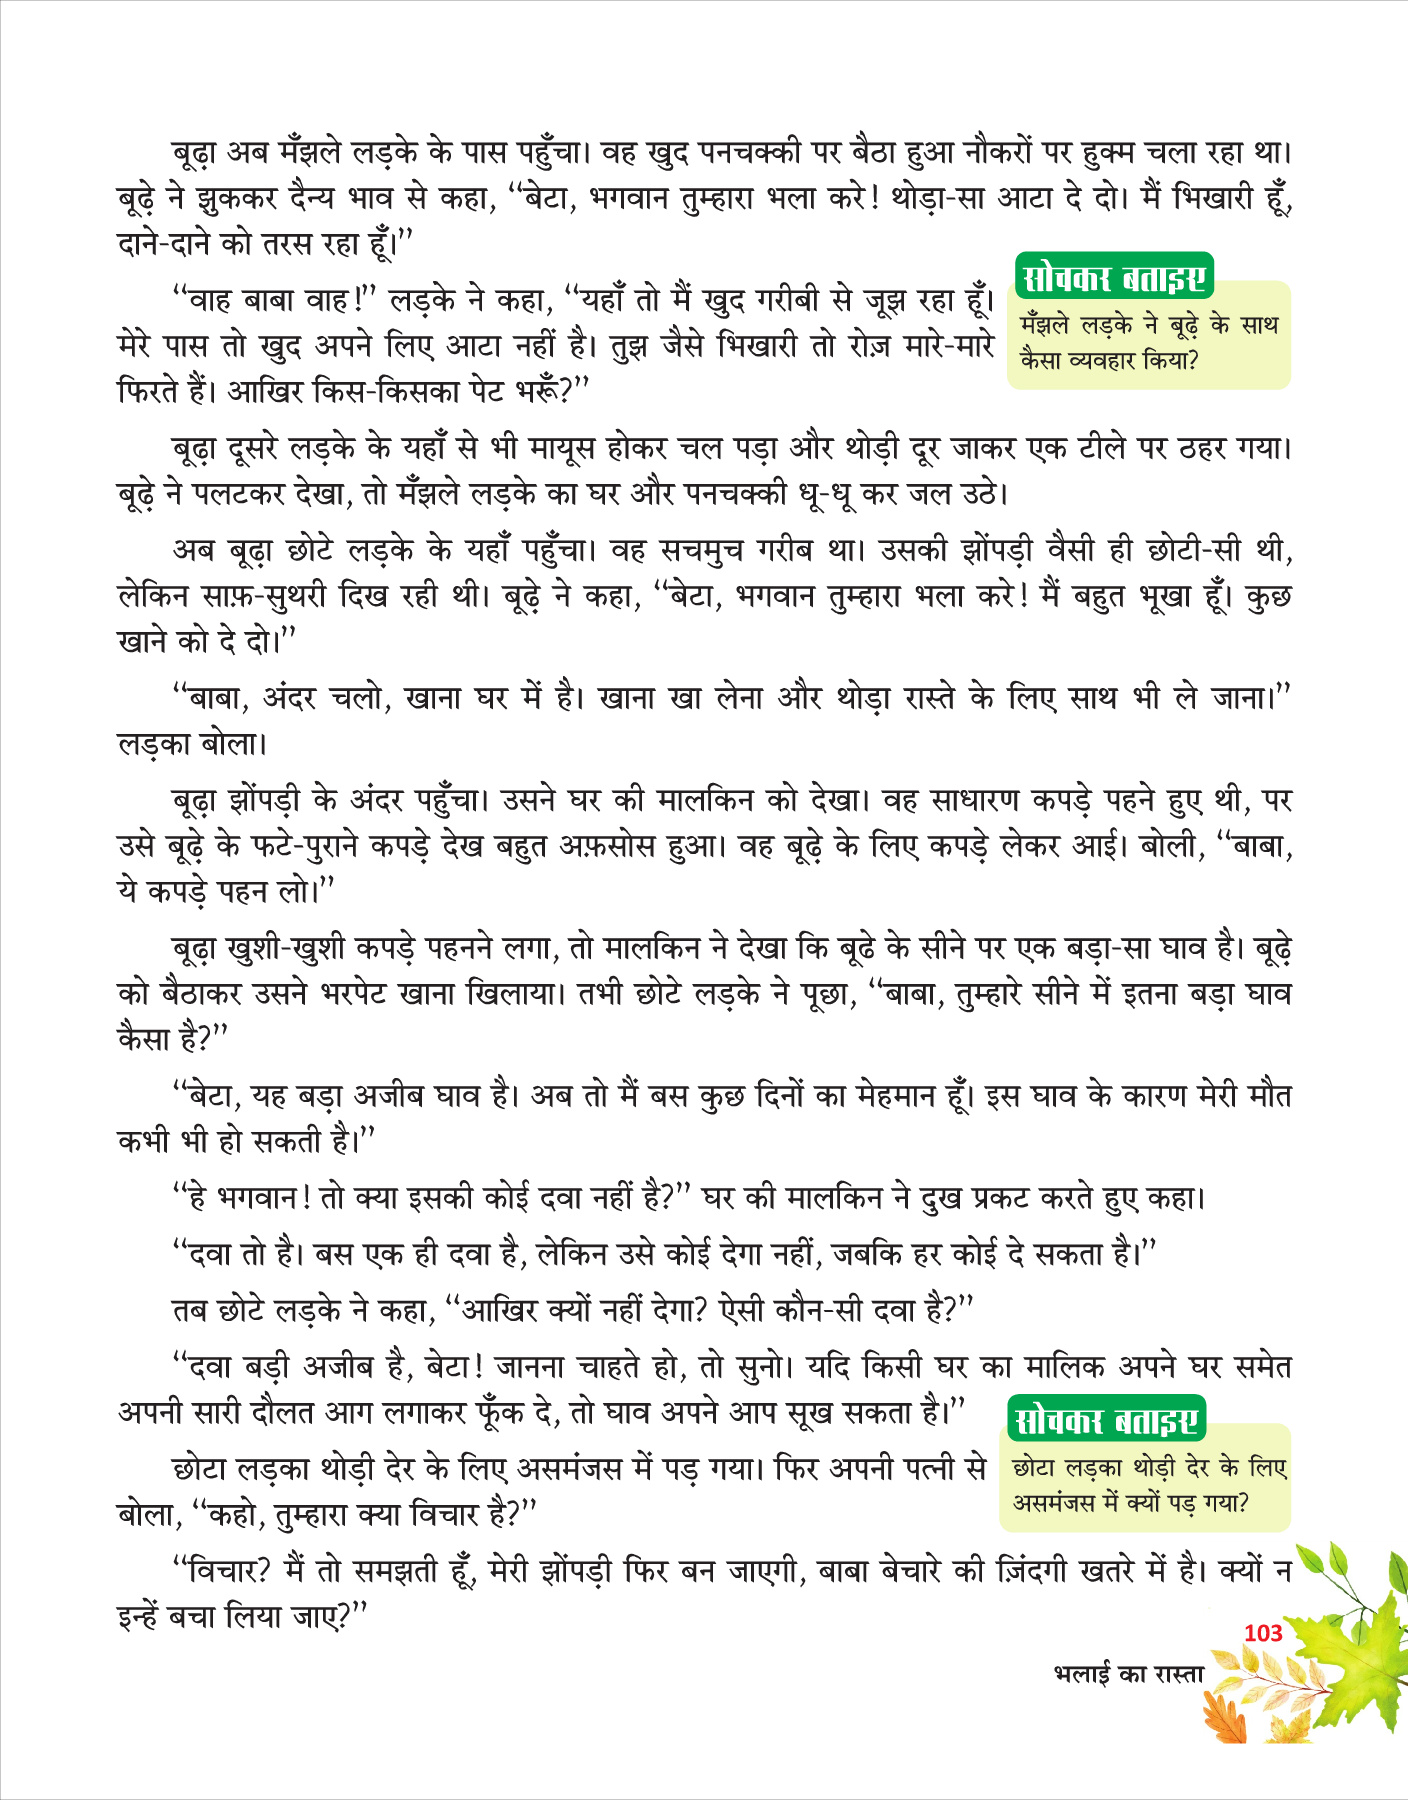 बूढ़ा अब मँझले लड़के के पास पहुँचा। वह खुद पनचक्की पर बैठा हुआ नौकरों पर हुक्म चला रहा था।
बूढ़े ने झुककर दैन्य भाव से कहा, “बेटा, भगवान तुम्हारा भला करे! थोड़ा-सा आटा दे दो। मैं भिखारी हूँ,
दाने-दाने को तरस रहा हूँ।”
“वाह बाबा वाह!” लड़के ने कहा, “यहाँ तो मैं खुद गरीबी से जूझ रहा हूँ।
मेरे पास तो खुद अपने लिए आटा नहीं है। तुझ जैसे भिखारी तो रोज़ मारे-मारे
फिरते हैं। आखिर किस-किसका पेट भरूँ?”
सोचकर बताइए
मँझले लड़के ने बूढ़े के साथ
कैसा व्यवहार किया?
बूढ़ा दूसरे लड़के के यहाँ से भी मायूस होकर चल पड़ा और थोड़ी दूर जाकर एक टीले पर ठहर गया।
बूढ़े ने पलटकर देखा, तो मँझले लड़के का घर और पनचक्की धू-धू कर जल उठे।
अब बूढ़ा छोटे लड़के के यहाँ पहुँचा। वह सचमुच गरीब था। उसकी झोंपड़ी वैसी ही छोटी-सी थी,
लेकिन साफ़-सुथरी दिख रही थी। बूढ़े ने कहा, “बेटा, भगवान तुम्हारा भला करे! मैं बहुत भूखा हूँ। कुछ
खाने को दे दो।”
“बाबा, अंदर चलो, खाना घर में है। खाना खा लेना और थोड़ा रास्ते के लिए साथ भी ले जाना।”
लड़का बोला।
बूढ़ा झोंपड़ी के अंदर पहुँचा। उसने घर की मालकिन को देखा। वह साधारण कपड़े पहने हुए थी, पर
उसे बूढ़े के फटे-पुराने कपड़े देख बहुत अफ़सोस हुआ। वह बूढ़े के लिए कपड़े लेकर आई। बोली, “बाबा,
ये कपड़े पहन लो।”
बूढ़ा खुशी-खुशी कपड़े पहनने लगा, तो मालकिन ने देखा कि बूढे के सीने पर एक बड़ा-सा घाव है। बूढ़े
को बैठाकर उसने भरपेट खाना खिलाया। तभी छोटे लड़के ने पूछा, “बाबा, तुम्हारे सीने में इतना बड़ा घाव
कैसा है?”
“बेटा, यह बड़ा अजीब घाव है। अब तो मैं बस कुछ दिनों का मेहमान हूँ। इस घाव के कारण मेरी मौत
कभी भी हो सकती है।”
“हे भगवान! तो क्या इसकी कोई दवा नहीं है?” घर की मालकिन ने दुख प्रकट करते हुए कहा।
“दवा तो है। बस एक ही दवा है, लेकिन उसे कोई देगा नहीं, जबकि हर कोई दे सकता है।”
तब छोटे लड़के ने कहा, “आखिर क्यों नहीं देगा? ऐसी कौन-सी दवा है?”
“दवा बड़ी अजीब है, बेटा! जानना चाहते हो, तो सुनो। यदि किसी घर का मालिक अपने घर समेत
अपनी सारी दौलत आग लगाकर फूँक दे, तो घाव अपने आप सूख सकता है।”
छोटा लड़का थोड़ी देर के लिए असमंजस में पड़ गया। फिर अपनी पत्नी से
बोला, “कहो, तुम्हारा क्या विचार है?”
सोचकर बताइए
छोटा लड़का थोड़ी देर के लिए
असमंजस में क्यों पड़ गया?
“विचार? मैं तो समझती हूँ, मेरी झोंपड़ी फिर बन जाएगी, बाबा बेचारे की ज़िंदगी खतरे में है। क्यों न
इन्हें बचा लिया जाए?”
103
भलाई का रास्ता